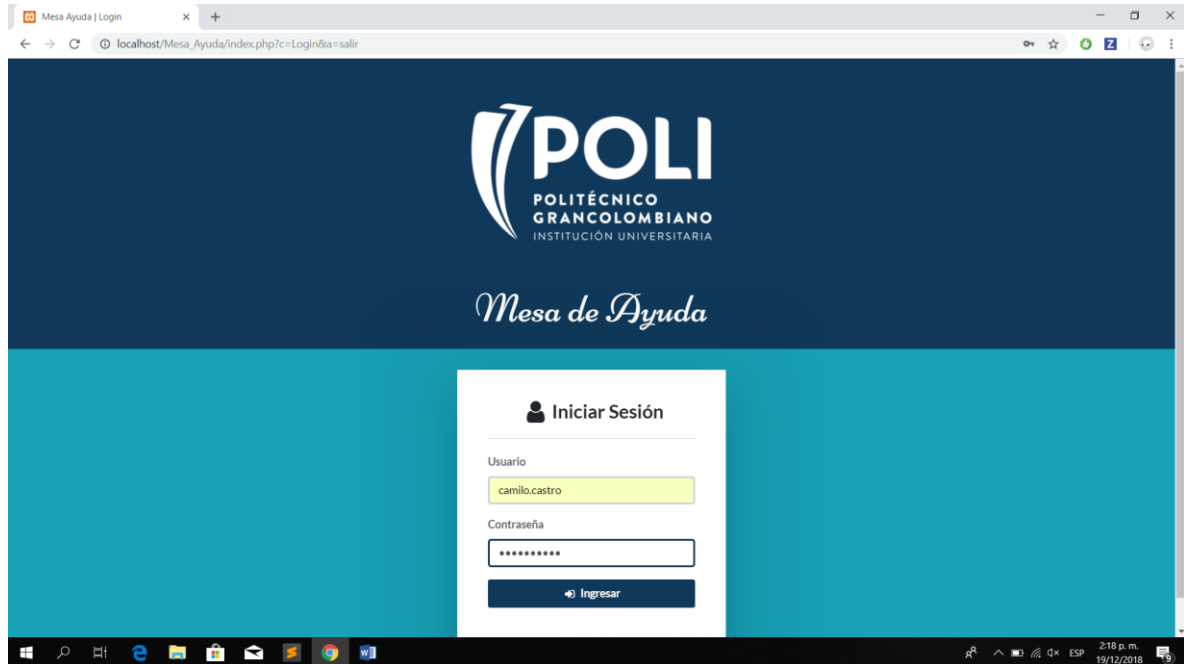 Mesa Ayuda | Login
localhost/Mesa_Ayuda/index.php?c=Login&a=salir
Z
POLI
POLITÉCNICO
GRANCOLOMBIANO
INSTITUCIÓN UNIVERSITARIA
Mesa de Ayuda
Iniciar Sesión
Usuario
camilo.castro
Contraseña
••••••••••
Ingresar
ESP
2:18 p. m.
19/12/2018